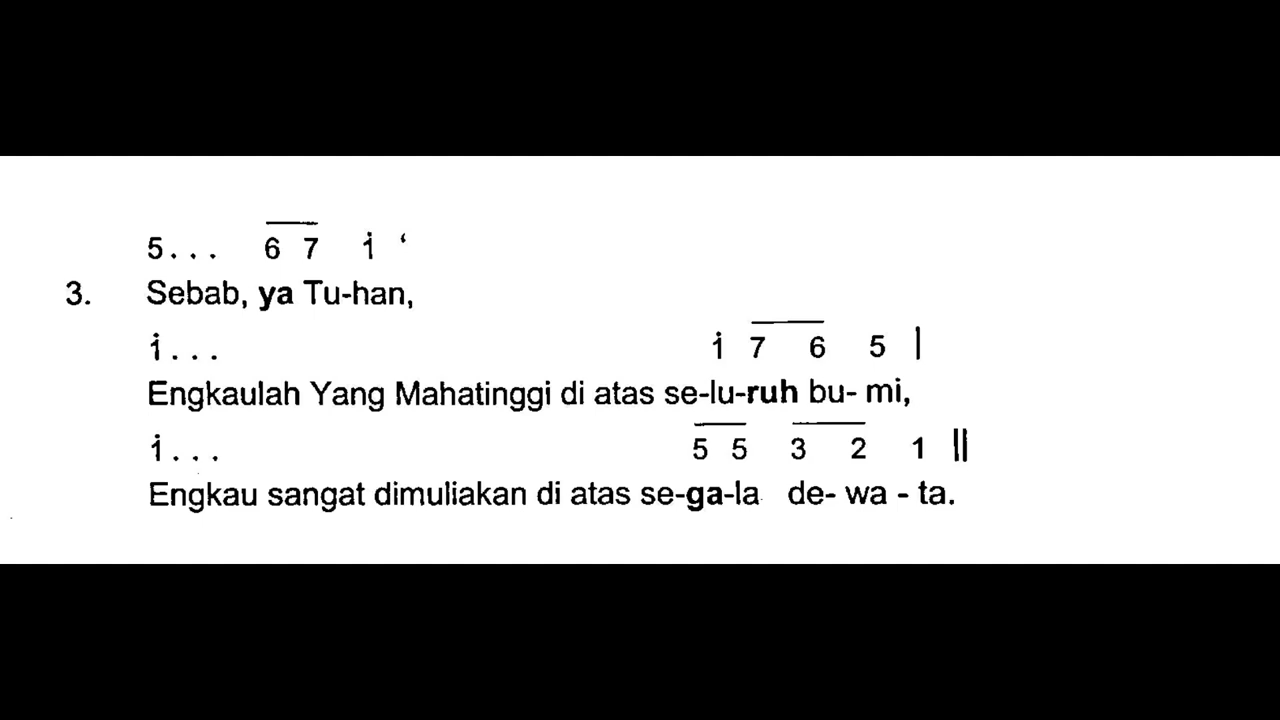 5... 6 7 i ‘
3. Sebab, ya Tu-han,
i... i 7 6 5 |
Engkaulah Yang Mahatinggi di atas se-lu-ruh bu- mi,
i... 5 5 3 2 1 ||
Engkau sangat dimuliakan di atas se-ga-la de- wa - ta.